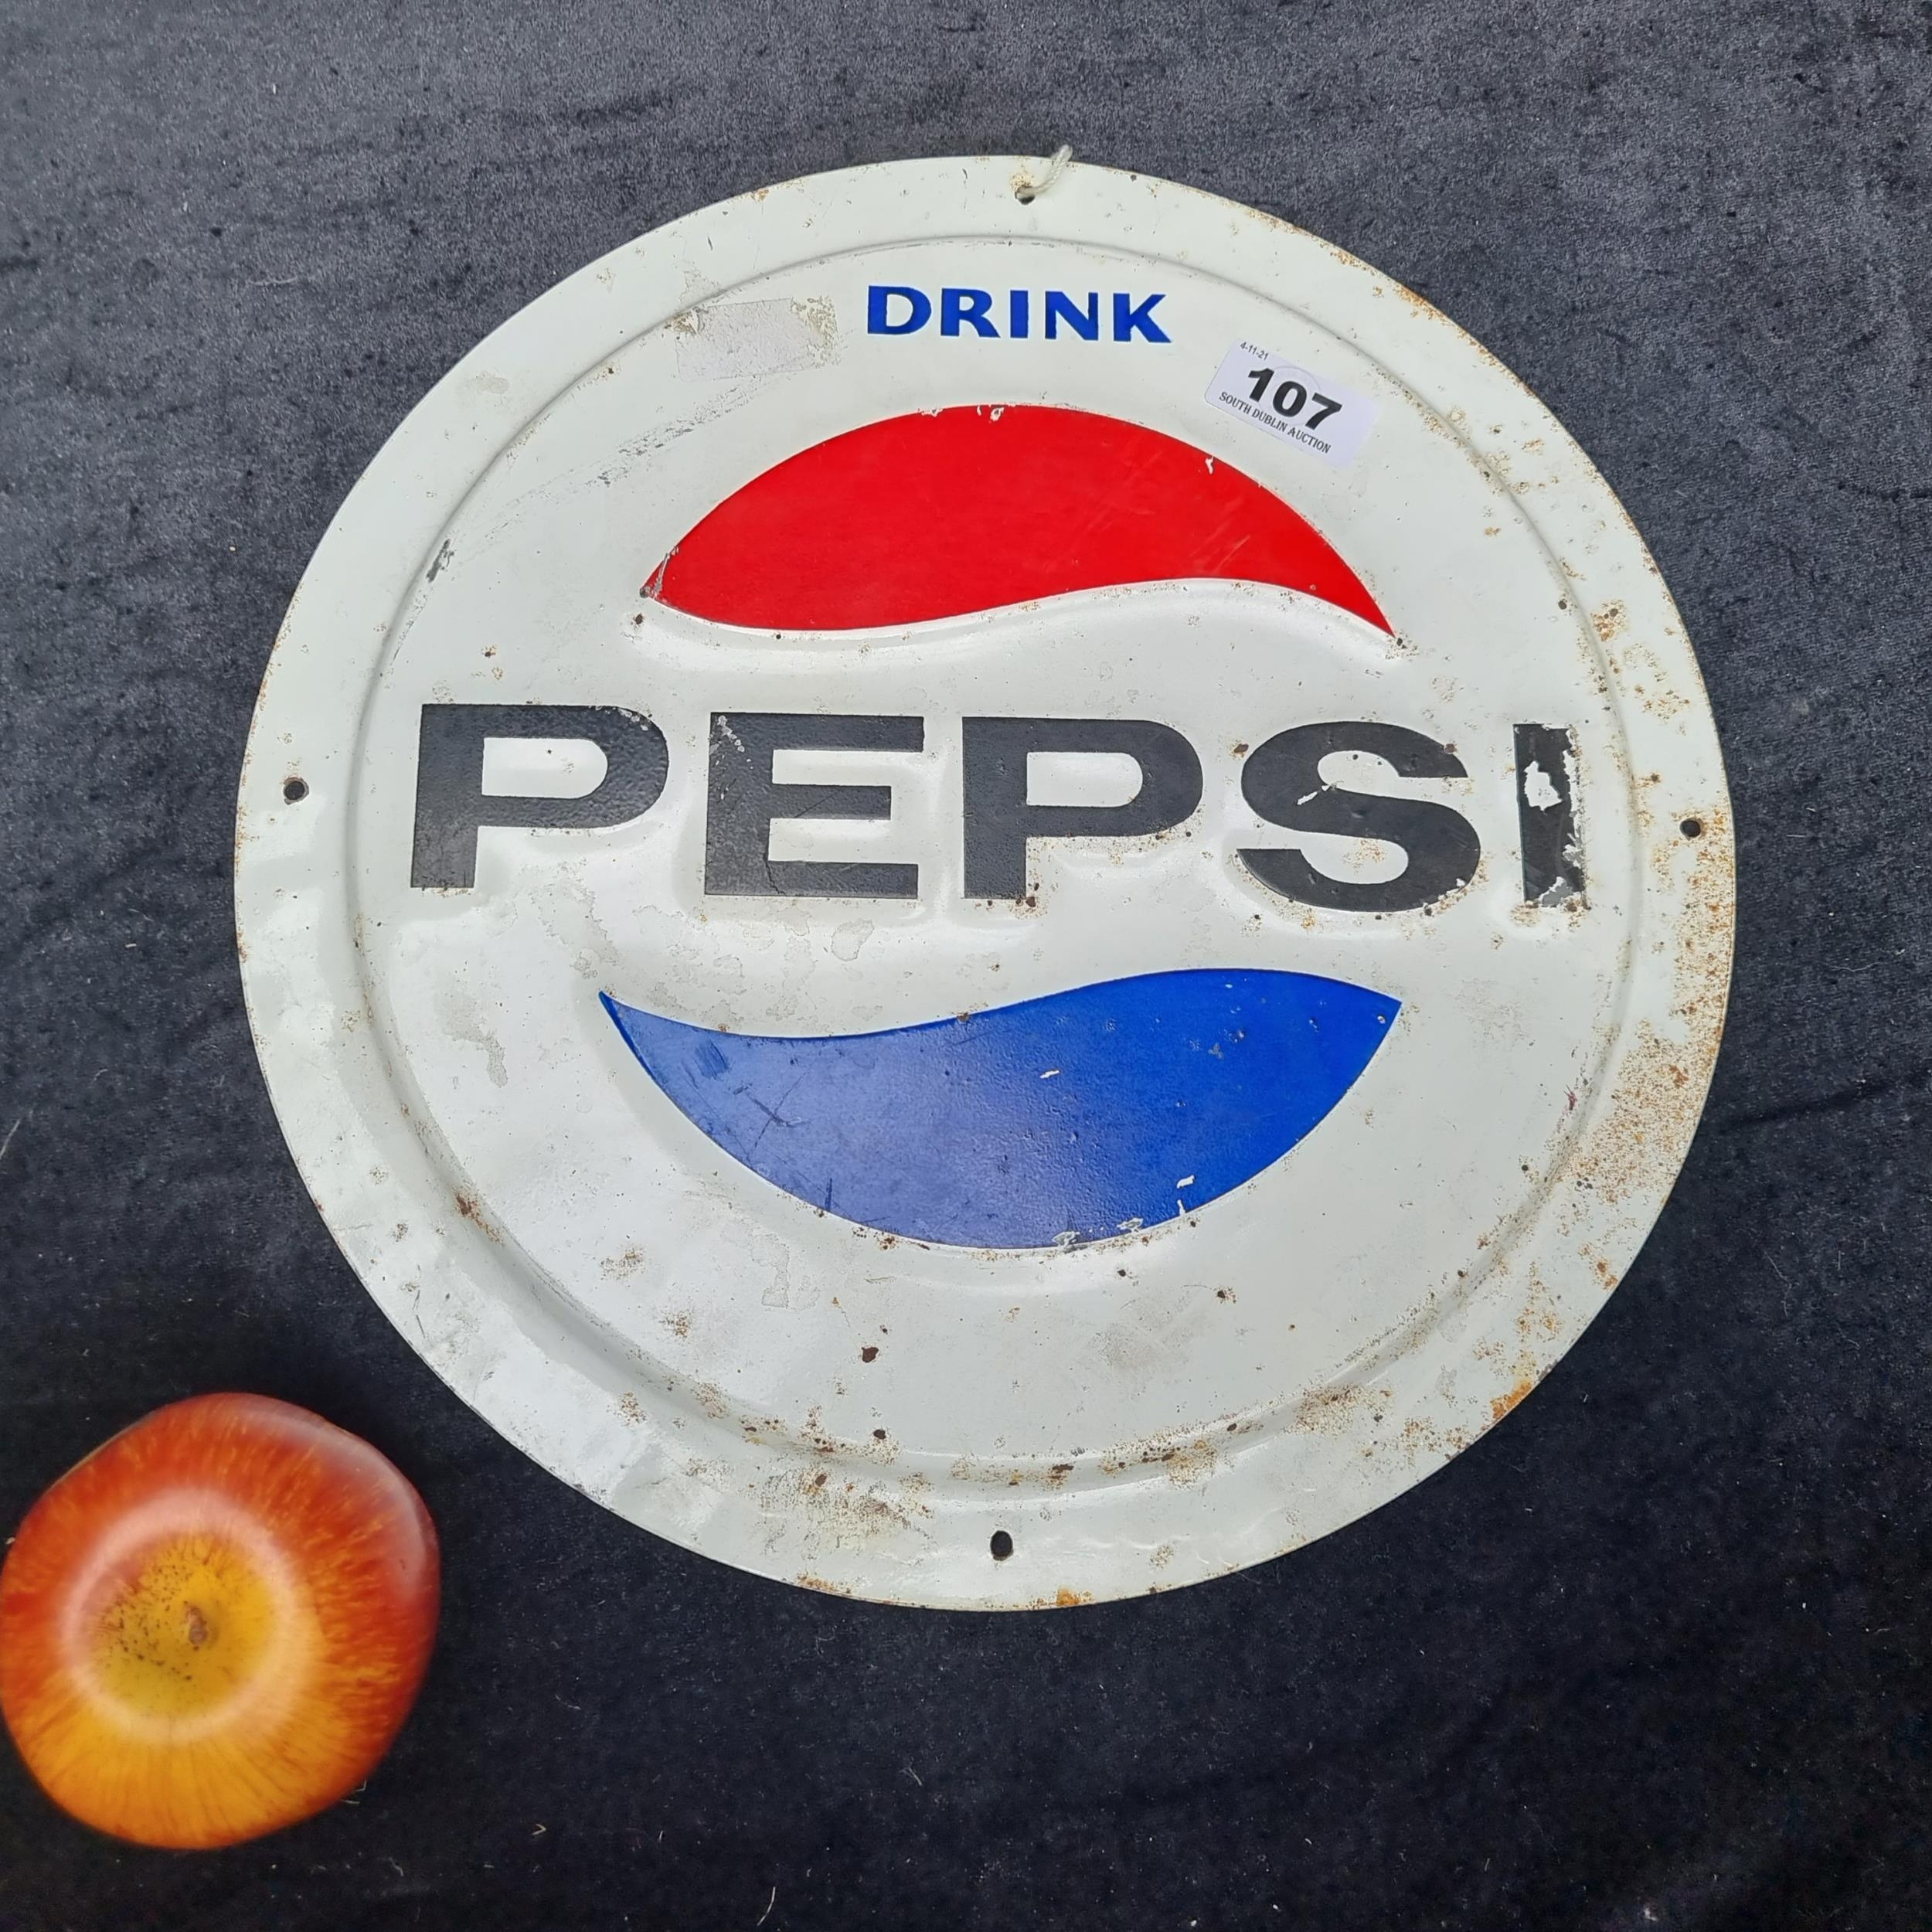 DRINK
4-11-21
107
SOUTH DUBLIN AUCTION
PEPSI